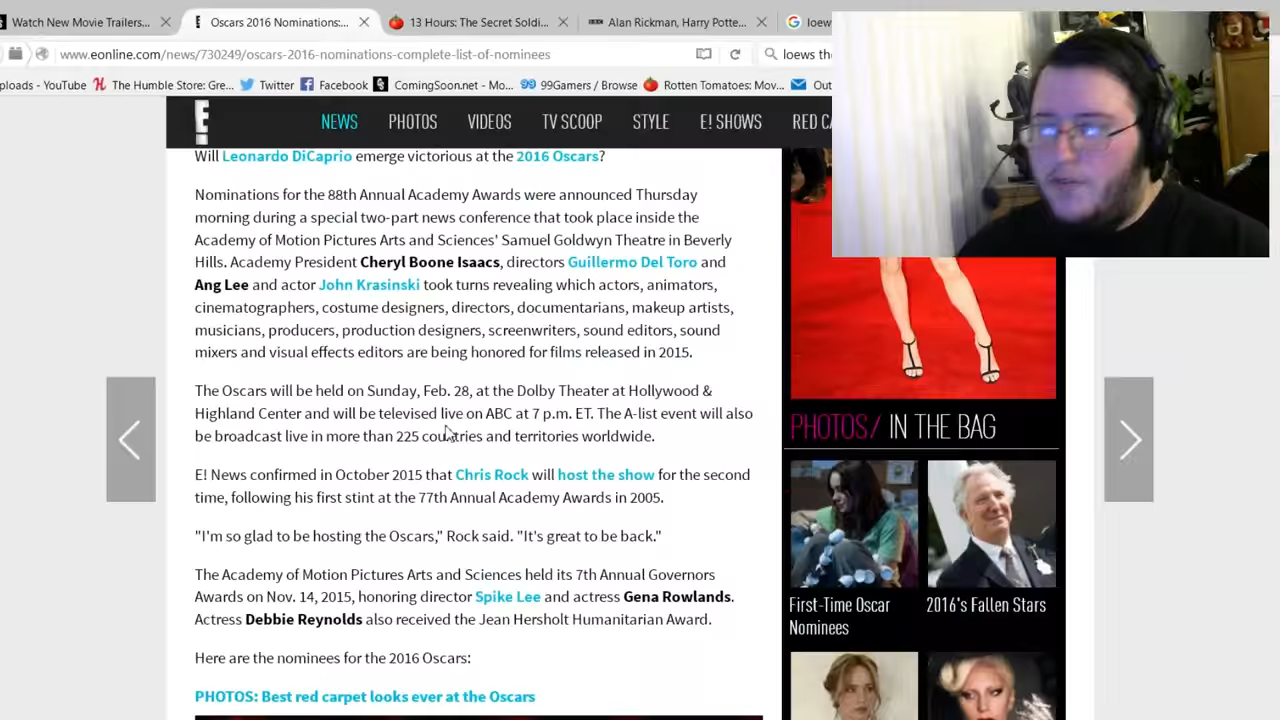 Watch New Movie Trailers...
Oscars 2016 Nominations:...
13 Hours: The Secret Soldi...
Alan Rickman, Harry Potte...
loew
www.eonline.com/news/730249/oscars-2016-nominations-complete-list-of-nominees
loews the
ploads - YouTube
The Humble Store: Gre...
Twitter
Facebook
ComingSoon.net - Mo...
99Gamers / Browse
Rotten Tomatoes: Mov...
Ou
E!
NEWS
PHOTOS
VIDEOS
TV SCOOP
STYLE
E! SHOWS
RED CA
Will Leonardo DiCaprio emerge victorious at the 2016 Oscars?
Nominations for the 88th Annual Academy Awards were announced Thursday
morning during a special two-part news conference that took place inside the
Academy of Motion Pictures Arts and Sciences' Samuel Goldwyn Theatre in Beverly
Hills. Academy President Cheryl Boone Isaacs, directors Guillermo Del Toro and
Ang Lee and actor John Krasinski took turns revealing which actors, animators,
cinematographers, costume designers, directors, documentarians, makeup artists,
musicians, producers, production designers, screenwriters, sound editors, sound
mixers and visual effects editors are being honored for films released in 2015.
The Oscars will be held on Sunday, Feb. 28, at the Dolby Theater at Hollywood &
Highland Center and will be televised live on ABC at 7 p.m. ET. The A-list event will also
be broadcast live in more than 225 countries and territories worldwide.
E! News confirmed in October 2015 that Chris Rock will host the show for the second
time, following his first stint at the 77th Annual Academy Awards in 2005.
"I'm so glad to be hosting the Oscars," Rock said. "It's great to be back."
The Academy of Motion Pictures Arts and Sciences held its 7th Annual Governors
Awards on Nov. 14, 2015, honoring director Spike Lee and actress Gena Rowlands.
Actress Debbie Reynolds also received the Jean Hersholt Humanitarian Award.
Here are the nominees for the 2016 Oscars:
PHOTOS: Best red carpet looks ever at the Oscars
PHOTOS/ IN THE BAG
First-Time Oscar
Nominees
2016's Fallen Stars